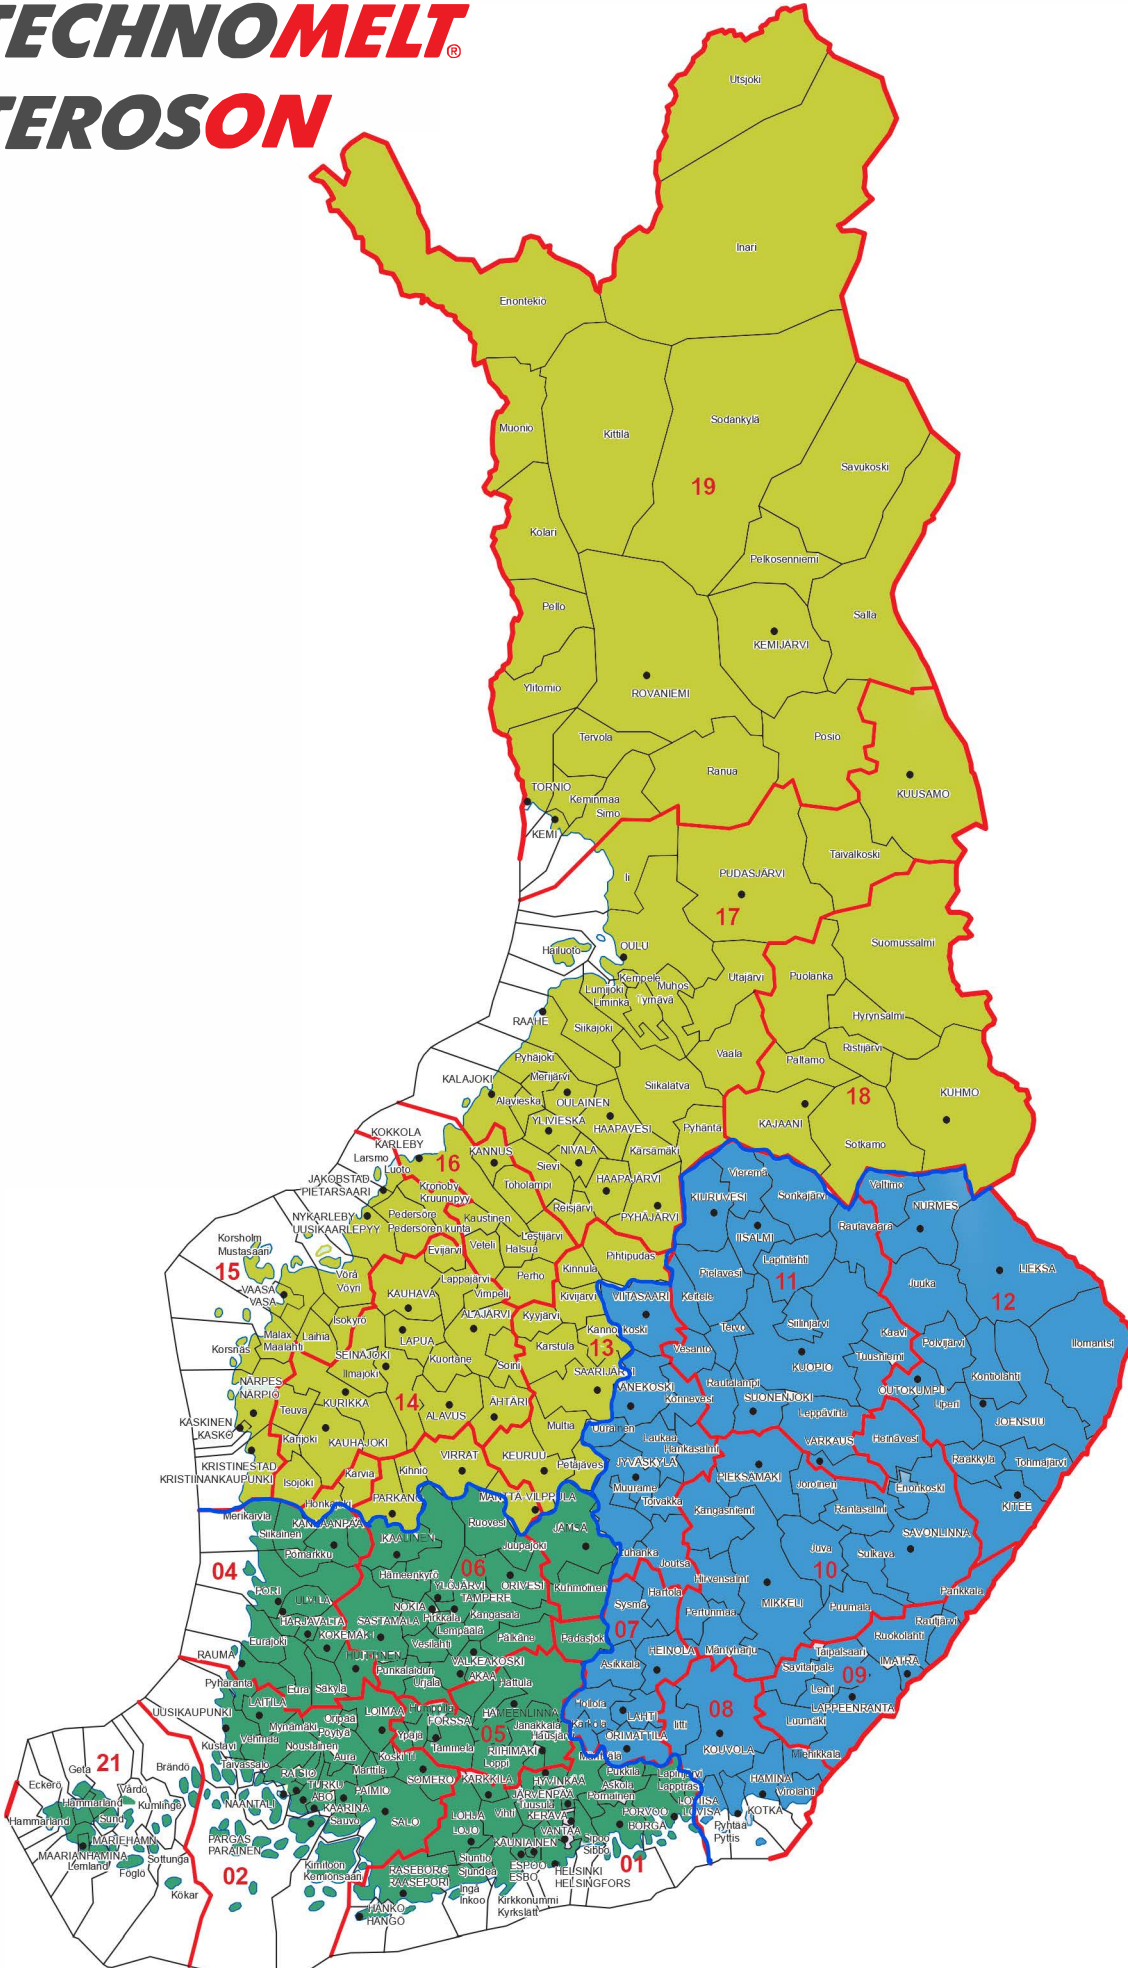 TECHNOMELT®
TEROSON
Utsjoki
Inari
Enontekiö
Muonio
Kittilä
Sodankylä
Savukoski
19
Kolari
Pelkosenniemi
Pello
Salla
KEMIJÄRVI
Ylitornio
ROVANIEMI
Tervola
Posio
Ranua
TORNIO
Keminmaa
Simo
KEMI
KUUSAMO
Taivalkoski
Ii
PUDASJÄRVI
17
Hailuoto
OULU
Suomussalmi
Kempele
Muhos
Utajärvi
Puolanka
Lumijoki
Liminka
Tyrnävä
Hyrynsalmi
RAAHE
Siikajoki
Vaala
Ristijärvi
Paltamo
Pyhäjoki
Merijärvi
KALAJOKI
Siikalatva
18
KUHMO
Alavieska
OULAINEN
YLIVIESKA
HAAPAVESI
Pyhäntä
KAJAANI
Sotkamo
KOKKOLA
KARLEBY
Larsmo
Luoto
16
KANNUS
NIVALA
Kärsämäki
Sievi
Toholampi
HAAPAJÄRVI
JAKOBSTAD
PIETARSAARI
Kronoby
Kruunupyy
Reisjärvi
PYHÄJÄRVI
Vieremä
KIURUVESI
Sonkajärvi
Valtimo
NURMES
NYKARLEBY
UUSIKAARLEPYY
Pedersöre
Pedersören kunta
Kaustinen
Lestijärvi
Rautavaara
IISALMI
Korsholm
Mustasaari
15
Evijärvi
Veteli
Halsua
Pihtipudas
Lapinlahti
Vörå
Vöyri
Lappajärvi
Perho
Kinnula
Pielavesi
11
LIEKSA
VAASA
VASA
KAUHAVA
Vimpeli
Kivijärvi
VIITASAARI
Keitele
Juuka
12
Isokyrö
ALAJÄRVI
Kyyjärvi
Siilinjärvi
Malax
Maalahti
Laihia
LAPUA
Kannonkoski
Tervo
Kaavi
Polvijärvi
Ilomantsi
Korsnäs
SEINÄJOKI
Kuortane
Karstula
13
Vesanto
Tuusniemi
Ilmajoki
Soini
SAARIJÄRVI
KUOPIO
Kontiolahti
NÄRPES
NÄRPIÖ
KURIKKA
14
ÄHTÄRI
ÄÄNEKOSKI
Rautalampi
OUTOKUMPU
Liperi
Teuva
ALAVUS
Konnevesi
SUONENJOKI
Leppävirta
JOENSUU
KASKINEN
KASKÖ
Karijoki
KAUHAJOKI
Multia
Uurainen
Laukaa
Hankasalmi
VARKAUS
Heinävesi
VIRRAT
KEURUU
Petäjävesi
JYVÄSKYLÄ
Rääkkylä
Tohmajärvi
KRISTINESTAD
KRISTIINANKAUPUNKI
Isojoki
Karvia
Kihniö
PIEKSÄMÄKI
Joroinen
Enonkoski
KITEE
Honkajoki
PARKANO
MÄNTTÄ-VILPPULA
Muurame
Toivakka
Kangasniemi
Rantasalmi
Merikarvia
KANKAANPÄÄ
Siikainen
IKAALINEN
Ruovesi
JÄMSÄ
SAVONLINNA
Pomarkku
Juupajoki
Luhanka
Joutsa
Juva
Sulkava
04
Hämeenkyrö
06
Kuhmoinen
Hirvensalmi
10
PORI
YLÖJÄRVI
ORIVESI
Hartola
MIKKELI
Parikkala
ULVILA
NOKIA
TAMPERE
Sysmä
Pertunmaa
Puumala
HARJAVALTA
SASTAMALA
Pirkkala
Kangasala
07
Rautjärvi
Eurajoki
KOKEMÄKI
Lempäälä
Vesilahti
Pälkäne
Padasjoki
Ruokolahti
RAUMA
HUITTINEN
Punkalaidun
VALKEAKOSKI
HEINOLA
Mäntyharju
Taipalsaari
IMATRA
Savitaipale
09
Pyhäranta
Eura
Säkylä
AKAA
Urjala
Hattula
Asikkala
Lemi
LAPPEENRANTA
UUSIKAUPUNKI
LAITILA
Humppila
HÄMEENLINNA
Hollola
08
Luumäki
Oripää
LOIMAA
FORSSA
Janakkala
LAHTI
Iitti
Mynämäki
Pöytyä
Ypäjä
05
Hausjärvi
Kärkölä
ORIMATTILA
Vehmaa
Nousiainen
Tammela
RIIHIMÄKI
KOUVOLA
Miehikkälä
Kustavi
Aura
Koski Tl
Loppi
21
Taivassalo
RAISIO
Marttila
SOMERO
KARKKILA
HYVINKÄÄ
Pukkila
Lapinjärvi
HAMINA
Geta
Brändö
TURKU
ÅBO
PAIMIO
JÄRVENPÄÄ
Askola
Lappträsk
Virolahti
Eckerö
Vårdö
NAANTALI
KAARINA
Vihti
Tuusula
Pornainen
LOVIISA
LOVISA
KOTKA
Hammarland
Kumlinge
Sauvo
SALO
LOHJA
LOJO
KERAVA
PORVOO
BORGÅ
Pyhtää
Pyttis
Hammarland
Sund
VANTAA
MARIEHAMN
MAARIANHAMINA
PARGAS
PARAINEN
KAUNIAINEN
Sipoo
Sibbo
Lemland
Sottunga
Föglö
Kimitoön
Kemiönsaari
Siuntio
Sjundeå
ESPOO
ESBO
HELSINKI
HELSINGFORS
01
02
RASEBORG
RAASEPORI
Kökar
Ingå
Inkoo
Kirkkonummi
Kyrkslätt
HANKO
HANGÖ